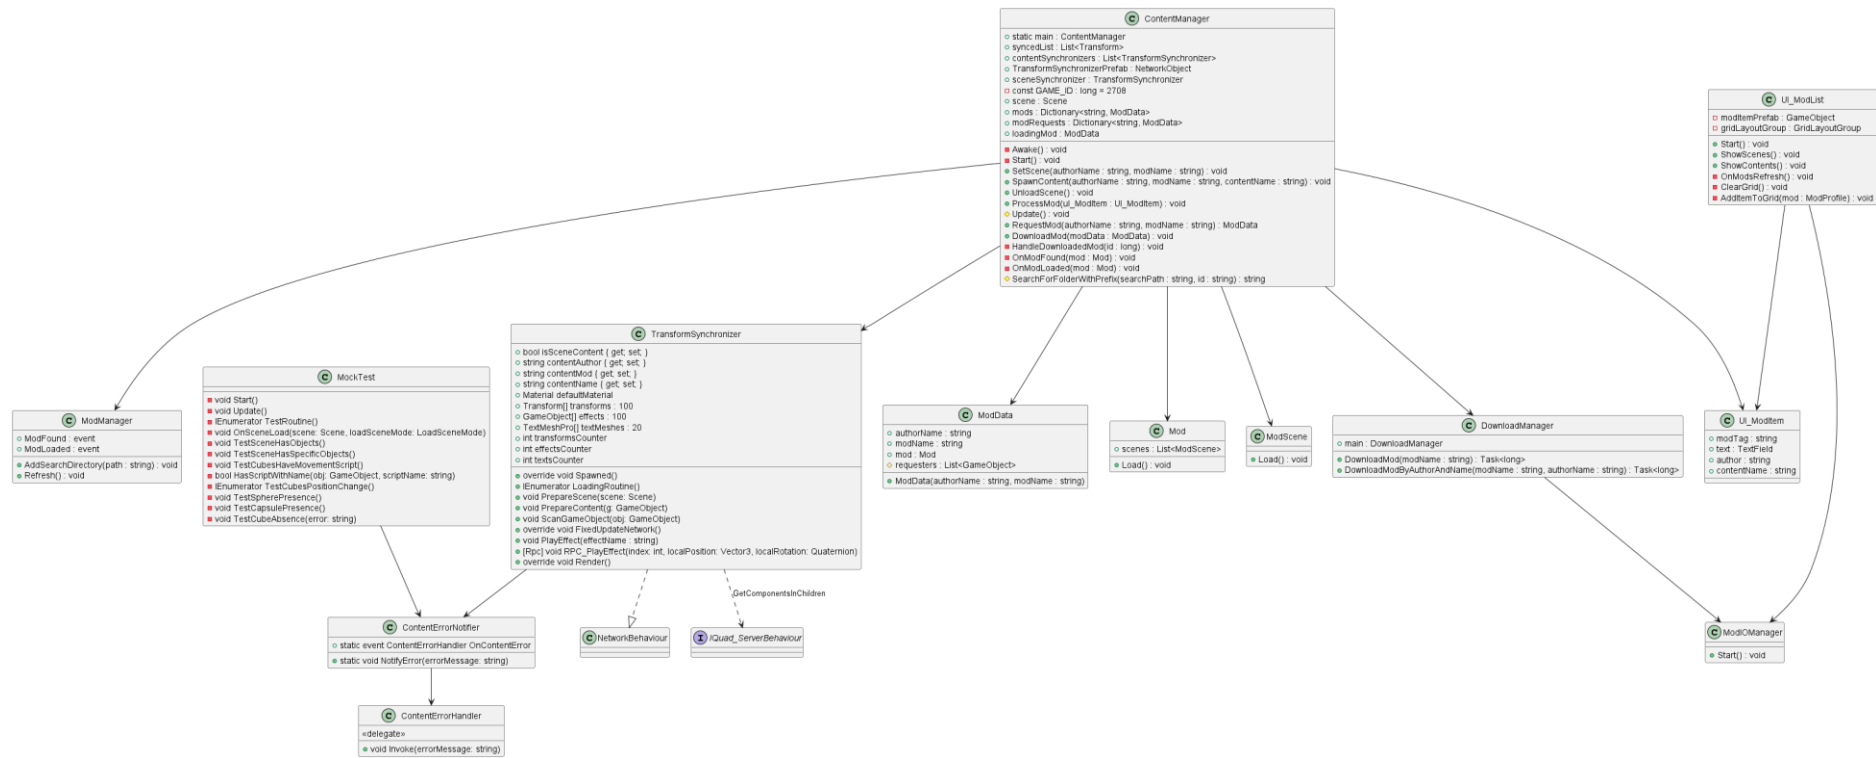 ContentManager
static main : ContentManager
syncedList : List<Transform>
contentSynchronizers : List<TransformSynchronizer>
TransformSynchronizerPrefab : NetworkObject
sceneSynchronizer : TransformSynchronizer
const GAME_ID : long = 2708
scene : Scene
mods : Dictionary<string, ModData>
modRequests : Dictionary<string, ModData>
loadingMod : ModData
Awake() : void
Start() : void
SetScene(authorName : string, modName : string) : void
SpawnContent(authorName : string, modName : string, contentName : string) : void
UnloadScene() : void
ProcessMod(ui_ModItem : UI_ModItem) : void
Update() : void
RequestMod(authorName : string, modName : string) : ModData
DownloadMod(modData : ModData) : void
HandleDownloadedMod(id : long) : void
OnModFound(mod : Mod) : void
OnModLoaded(mod : Mod) : void
SearchForFolderWithPrefix(searchPath : string, id : string) : string
UI_ModList
modItemPrefab : GameObject
gridLayoutGroup : GridLayoutGroup
Start() : void
ShowScenes() : void
ShowContents() : void
OnModsRefresh() : void
ClearGrid() : void
AddItemToGrid(mod : ModProfile) : void
TransformSynchronizer
bool isSceneContent { get; set; }
string contentAuthor { get; set; }
string contentMod { get; set; }
string contentName { get; set; }
Material defaultMaterial
Transform[] transforms : 100
GameObject[] effects : 100
TextMeshPro[] textMeshes : 20
int transformsCounter
int effectsCounter
int textsCounter
override void Spawned()
IEnumerator LoadingRoutine()
void PrepareScene(scene: Scene)
void PrepareContent(g: GameObject)
void ScanGameObject(obj: GameObject)
override void FixedUpdateNetwork()
void PlayEffect(effectName : string)
[Rpc] void RPC_PlayEffect(index: int, localPosition: Vector3, localRotation: Quaternion)
override void Render()
MockTest
void Start()
void Update()
IEnumerator TestRoutine()
void OnSceneLoad(scene: Scene, loadSceneMode: LoadSceneMode)
void TestSceneHasObjects()
void TestSceneHasSpecificObjects()
void TestCubesHaveMovementScript()
bool HasScriptWithName(obj: GameObject, scriptName: string)
IEnumerator TestCubesPositionChange()
void TestSpherePresence()
void TestCapsulePresence()
void TestCubeAbsence(error: string)
ModManager
ModFound : event
ModLoaded : event
AddSearchDirectory(path : string) : void
Refresh() : void
ModData
authorName : string
modName : string
mod : Mod
requesters : List<GameObject>
ModData(authorName : string, modName : string)
Mod
scenes : List<ModScene>
Load() : void
ModScene
Load() : void
DownloadManager
main : DownloadManager
DownloadMod(modName : string) : Task<long>
DownloadModByAuthorAndName(modName : string, authorName : string) : Task<long>
UI_ModItem
modTag : string
text : TextField
author : string
contentName : string
GetComponentsInChildren
ContentErrorNotifier
static event ContentErrorHandler OnContentError
static void NotifyError(errorMessage: string)
NetworkBehaviour
IQuad_ServerBehaviour
ModIOManager
Start() : void
ContentErrorHandler
«delegate»
void Invoke(errorMessage: string)